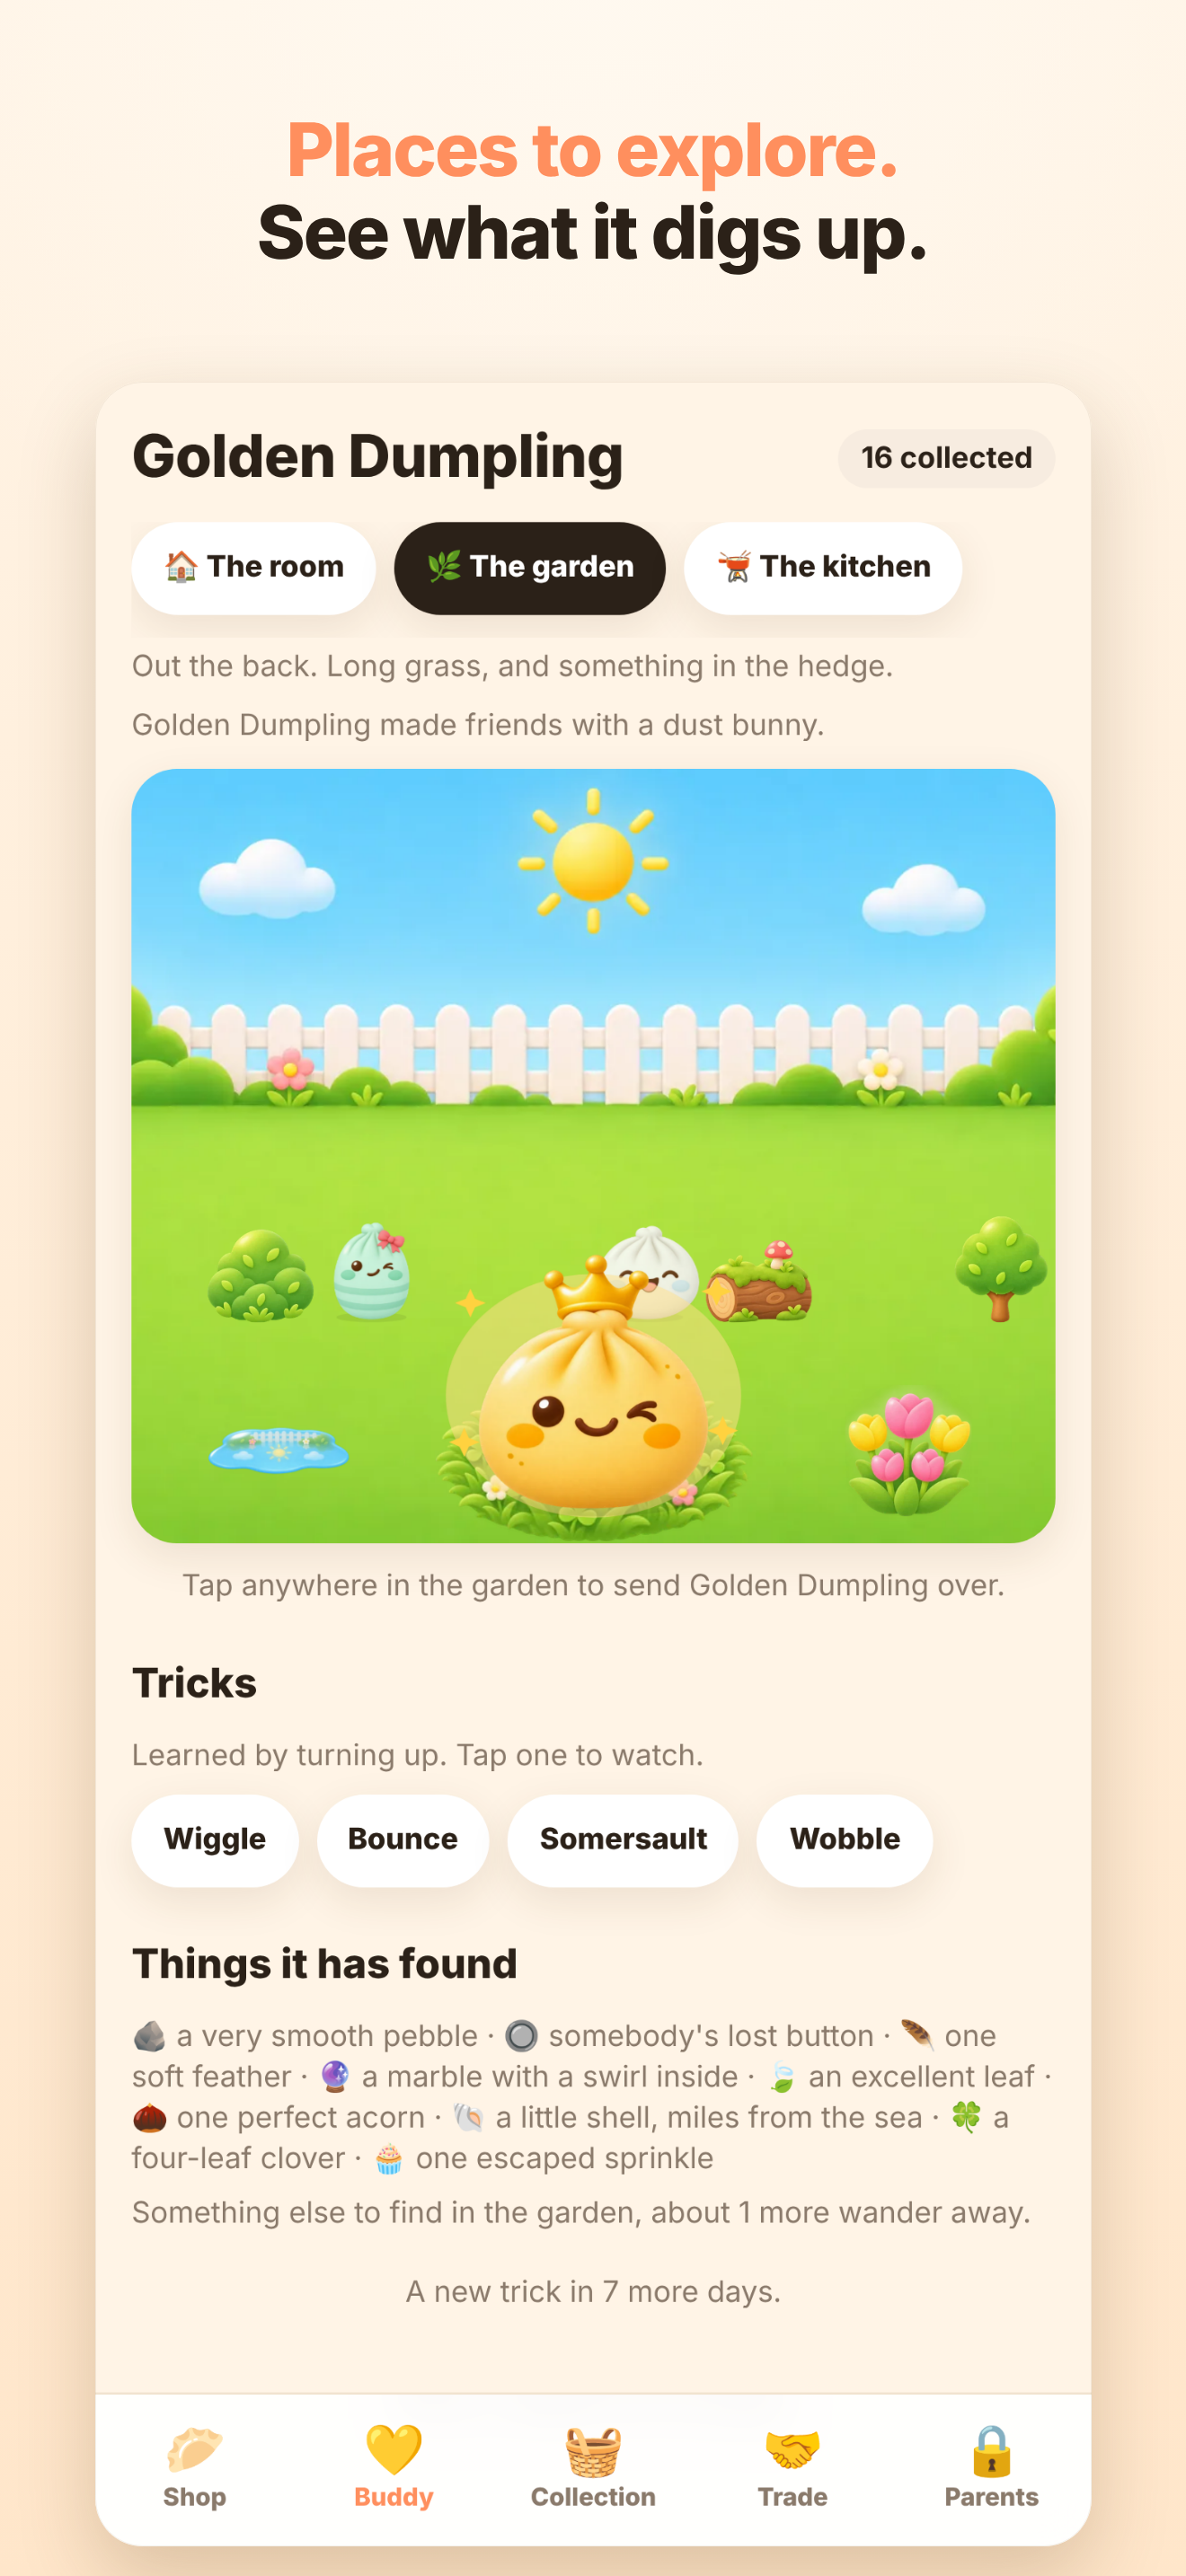 Places to explore.
See what it digs up.
Golden Dumpling
16 collected
The room
The garden
The kitchen
Out the back. Long grass, and something in the hedge.
Golden Dumpling made friends with a dust bunny.
Tap anywhere in the garden to send Golden Dumpling over.
Tricks
Learned by turning up. Tap one to watch.
Wiggle
Bounce
Somersault
Wobble
Things it has found
🪨 a very smooth pebble · 🔘 somebody's lost button · 🪶 one
soft feather · 🔮 a marble with a swirl inside · 🍃 an excellent leaf ·
🌰 one perfect acorn · 🐚 a little shell, miles from the sea · 🍀 a
four-leaf clover · 🧁 one escaped sprinkle
Something else to find in the garden, about 1 more wander away.
A new trick in 7 more days.
Shop
Buddy
Collection
Trade
Parents